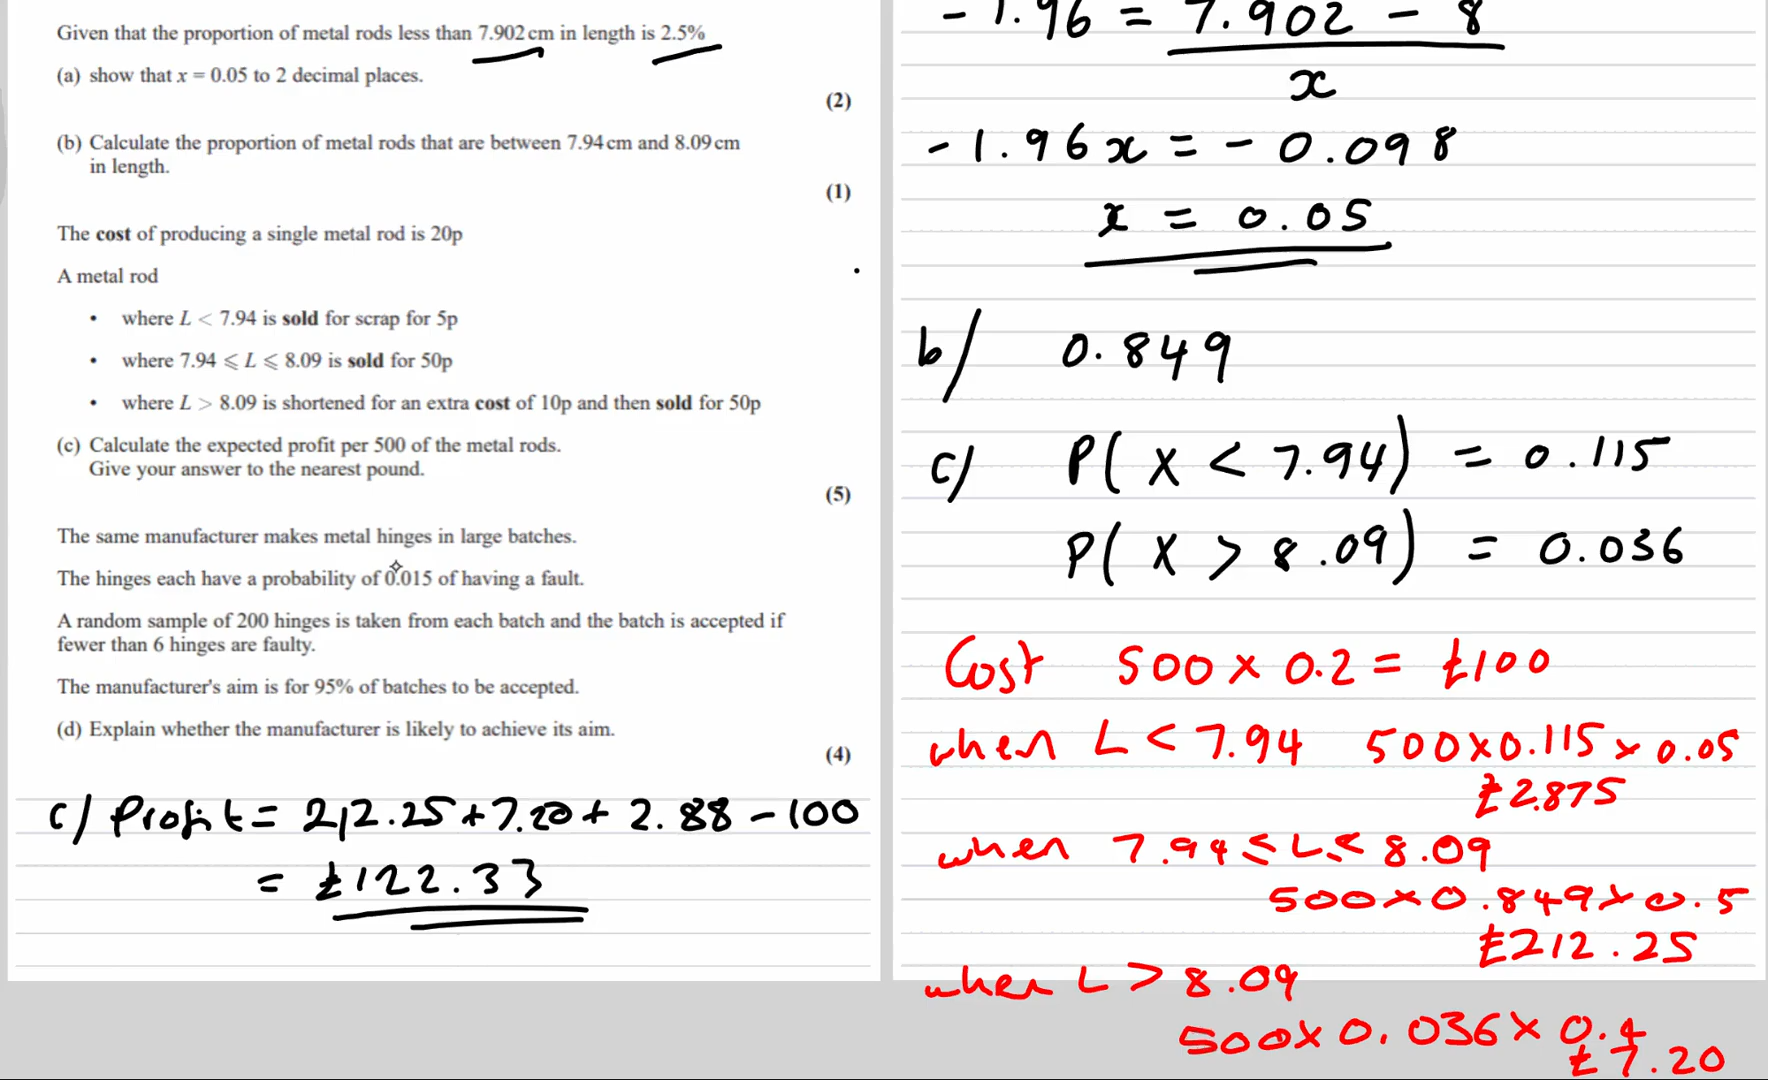 Given that the proportion of metal rods less than 7.902 cm in length is 2.5%
(a) show that x = 0.05 to 2 decimal places.
(2)
(b) Calculate the proportion of metal rods that are between 7.94 cm and 8.09 cm
in length.
(1)
The cost of producing a single metal rod is 20p
A metal rod
• where L < 7.94 is sold for scrap for 5p
• where 7.94 ⩽ L ⩽ 8.09 is sold for 50p
• where L > 8.09 is shortened for an extra cost of 10p and then sold for 50p
(c) Calculate the expected profit per 500 of the metal rods.
Give your answer to the nearest pound.
(5)
The same manufacturer makes metal hinges in large batches.
The hinges each have a probability of 0.015 of having a fault.
A random sample of 200 hinges is taken from each batch and the batch is accepted if
fewer than 6 hinges are faulty.
The manufacturer's aim is for 95% of batches to be accepted.
(d) Explain whether the manufacturer is likely to achieve its aim.
(4)
c/ Profit = 212.25 + 7.20 + 2.88 - 100
= £122.33
-1.96 = 7.902 - 8
x
-1.96x = -0.098
x = 0.05
b/ 0.849
c/ P( X < 7.94) = 0.115
P( X > 8.09) = 0.036
Cost 500 × 0.2 = £100
when L < 7.94 500×0.115 × 0.05
£2.875
when 7.94 ≤ L ≤ 8.09
500×0.849×0.5
£212.25
when L > 8.09
500×0.036×0.4
£7.20